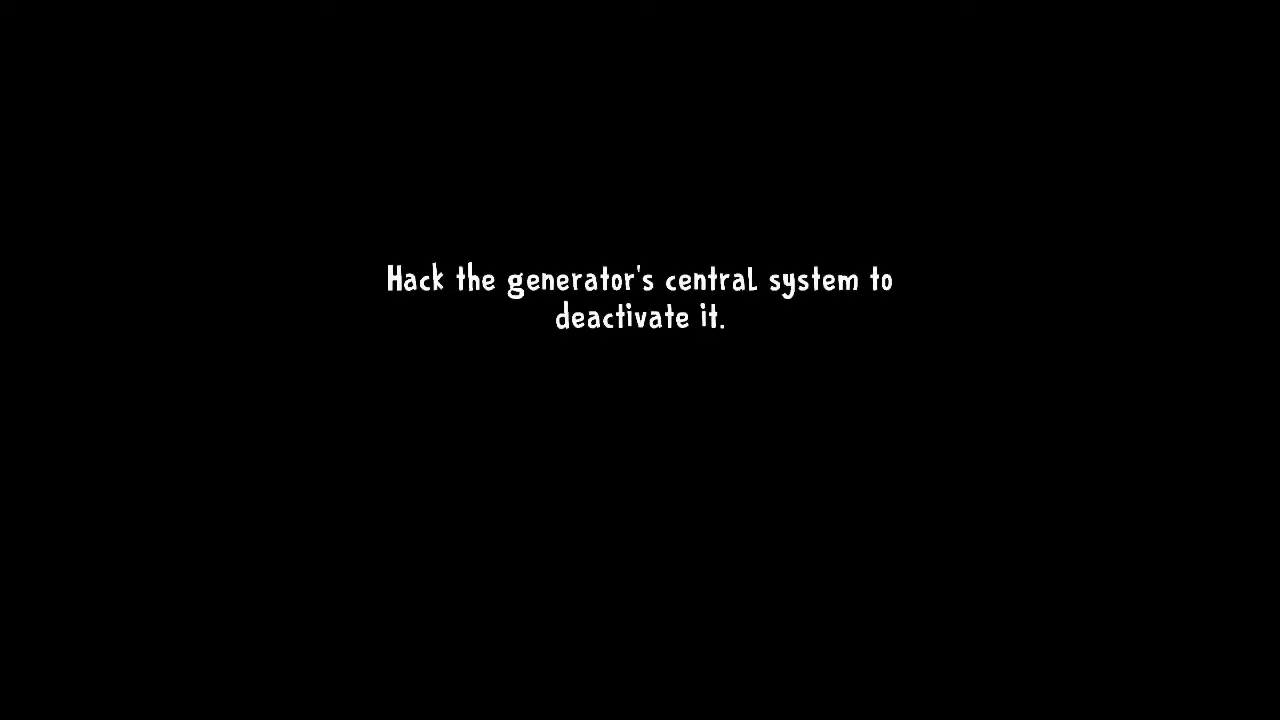 Hack the generator's central system to
deactivate it.